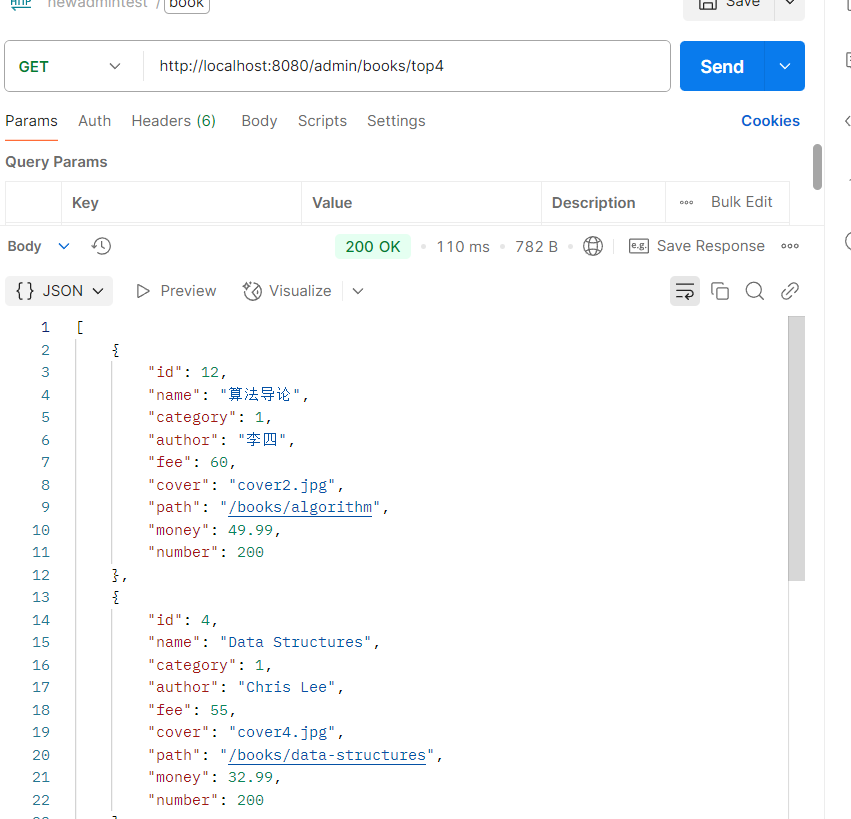 HTTP newadmintest / book Save
GET http://localhost:8080/admin/books/top4 Send
Params Auth Headers (6) Body Scripts Settings Cookies
Query Params
Key Value Description Bulk Edit
Body 200 OK 110 ms 782 B e.g. Save Response
{} JSON Preview Visualize
1 [
2 {
3 "id": 12,
4 "name": "算法导论",
5 "category": 1,
6 "author": "李四",
7 "fee": 60,
8 "cover": "cover2.jpg",
9 "path": "/books/algorithm",
10 "money": 49.99,
11 "number": 200
12 },
13 {
14 "id": 4,
15 "name": "Data Structures",
16 "category": 1,
17 "author": "Chris Lee",
18 "fee": 55,
19 "cover": "cover4.jpg",
20 "path": "/books/data-structures",
21 "money": 32.99,
22 "number": 200